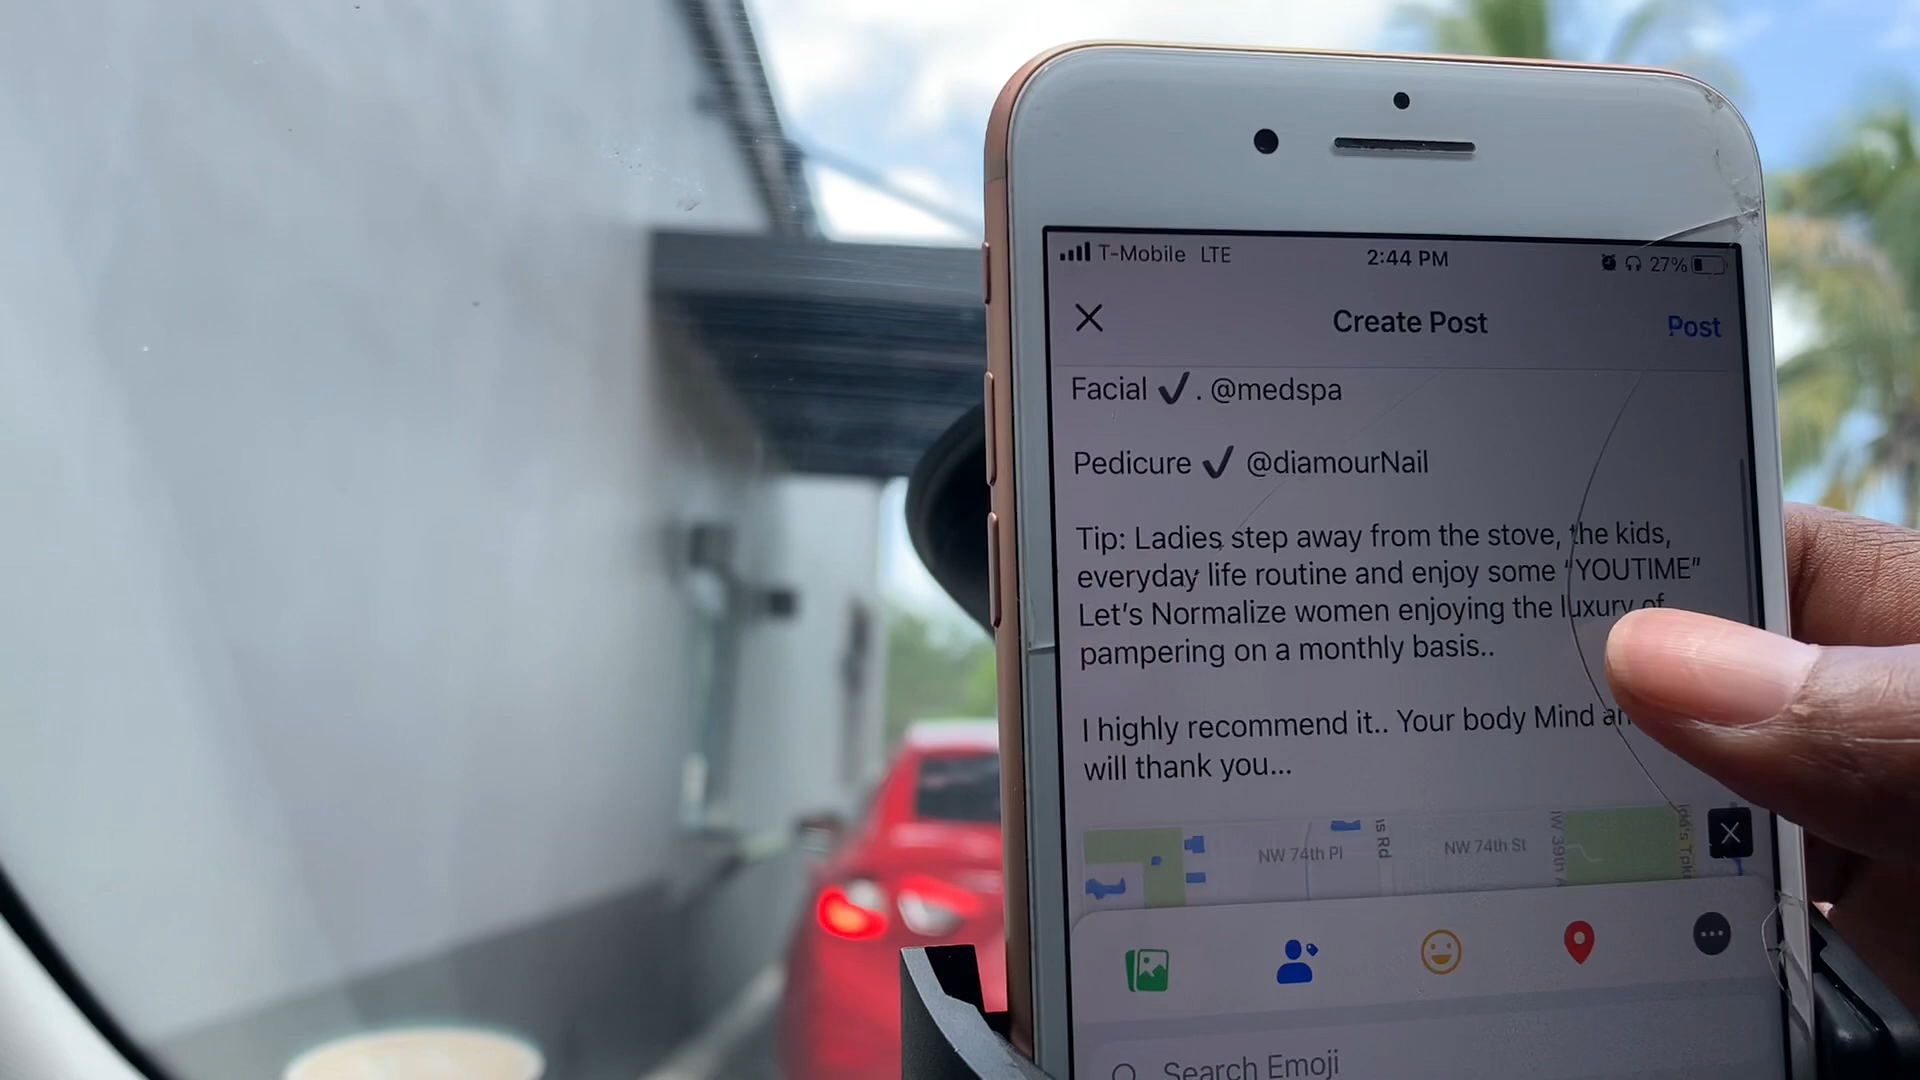 T-Mobile LTE 2:44 PM 27%
Create Post Post
Facial ✔. @medspa
Pedicure ✔ @diamourNail
Tip: Ladies step away from the stove, the kids,
everyday life routine and enjoy some “YOUTIME”
Let’s Normalize women enjoying the luxury of
pampering on a monthly basis..
I highly recommend it.. Your body Mind
will thank you...
NW 74th Pl
Rd
NW 74th St
Search Emoji